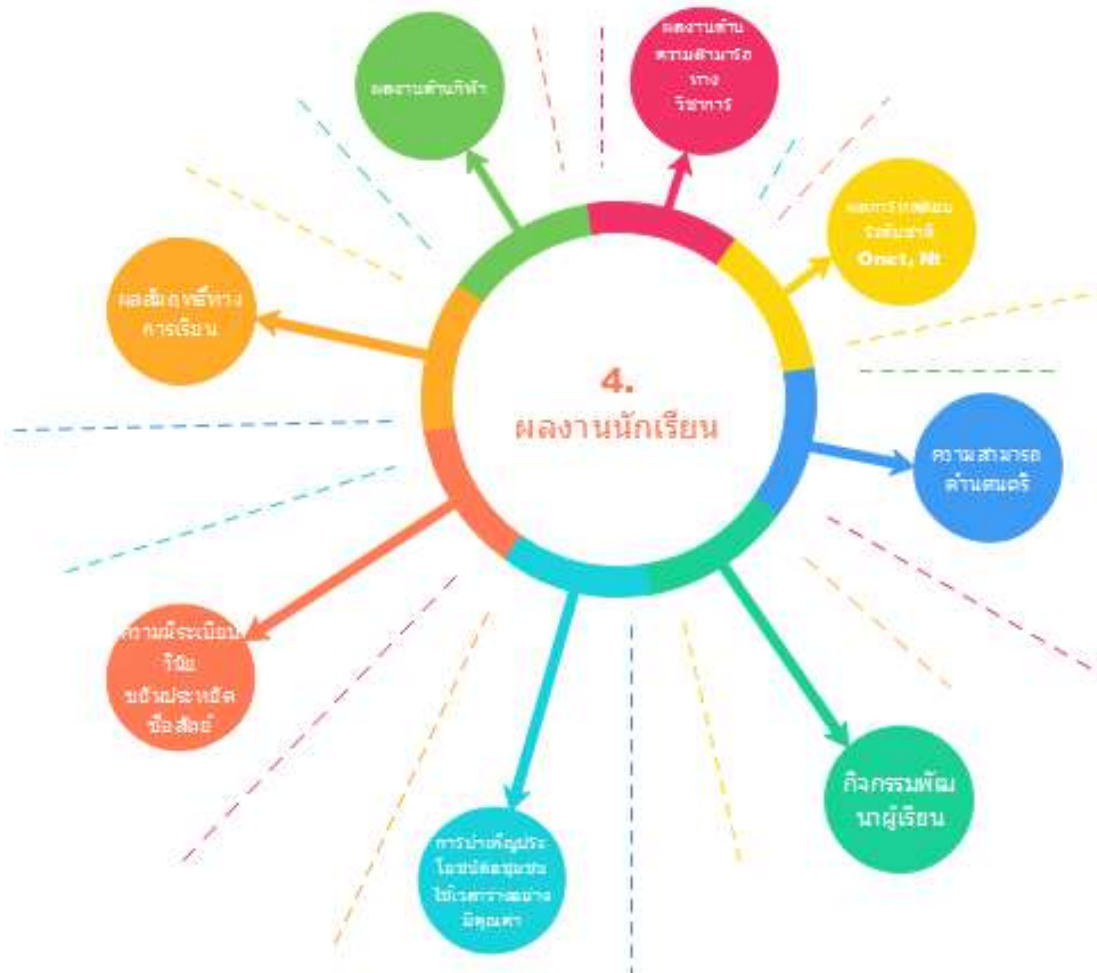 ผลงานด้าน
ความสามารถ
ทาง
วิชาการ
ผลงานด้านกีฬา
ผลการทดสอบ
ระดับชาติ
Onet, Nt
ผลสัมฤทธิ์ทาง
การเรียน
4.
ผลงานนักเรียน
ความสามารถ
ด้านดนตรี
ความมีระเบียบ
วินัย
ขยันประหยัด
ซื่อสัตย์
กิจกรรมพัฒ
นาผู้เรียน
การบำเพ็ญประ
โยชน์ต่อชุมชน
ใช้เวลาว่างอย่าง
มีคุณค่า